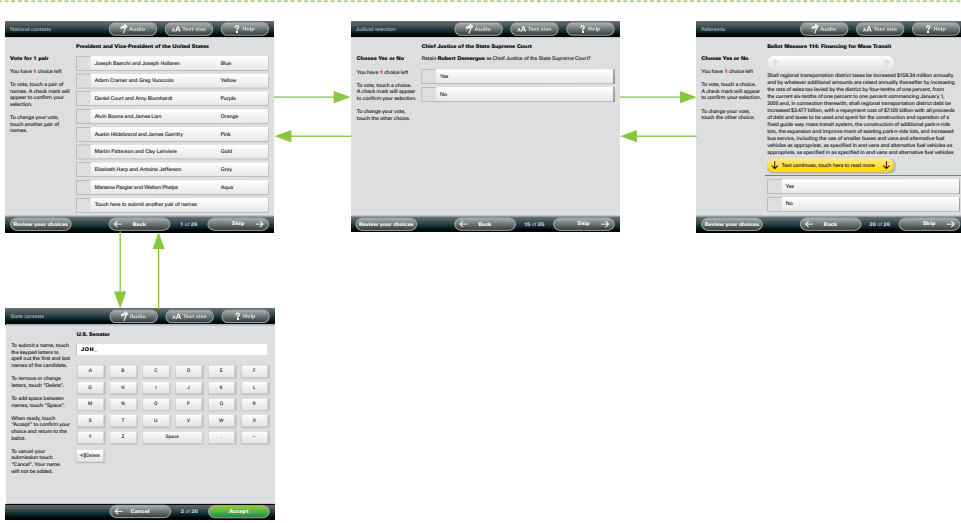 National contests
Audio
AA Text size
? Help
President and Vice-President of the United States
Vote for 1 pair
You have 1 choice left
To vote, touch a pair of
names. A check mark will
appear to confirm your
selection.
To change your vote,
touch another pair of
names.
Joseph Baarchi and Joseph Hallaren Blue
Adam Cramer and Greg Vuoccolo Yellow
Daniel Court and Amy Blumhardt Purple
Alvin Boone and James Lian Orange
Austin Hildebrand and James Garritty Pink
Martin Patterson and Clay Lariviere Gold
Elizabeth Harp and Antoine Jefferson Gray
Marzena Pazgier and Welton Phelps Aqua
Touch here to submit another pair of names
Review your choices
Back
1 of 26
Skip
Judicial retention
Audio
AA Text size
? Help
Chief Justice of the State Supreme Court
Choose Yes or No
Retain Robert Demergue as Chief Justice of the State Supreme Court?
You have 1 choice left
To vote, touch a choice.
A check mark will appear
to confirm your selection.
To change your vote,
touch the other choice.
Yes
No
Review your choices
Back
16 of 26
Skip
Referenda
Audio
AA Text size
? Help
Ballot Measure 114: Financing for Mass Transit
Choose Yes or No
You have 1 choice left
To vote, touch a choice.
A check mark will appear
to confirm your selection.
To change your vote,
touch the other choice.
Shall regional transportation district taxes be increased $158.34 million annually
and by whatever additional amounts are raised annually thereafter by increasing
the rate of sales tax levied by the district by four-tenths of one percent, from
the current six-tenths of one percent to one percent commencing January 1,
2005 and, in connection therewith, shall regional transportation district debt be
increased $3.477 billion, with a repayment cost of $7.129 billion with all proceeds
of debt and taxes to be used and spent for the construction and operation of a
fixed guide way mass transit system, the construction of additional park-n-ride
lots, the expansion and improve-ment of existing park-n-ride lots, and increased
bus service, including the use of smaller buses and vans and alternative fuel
vehicles as appropriate, as specified in and vans and alternative fuel vehicles as
appropriate, as specified in as specified in and vans and alternative fuel vehicles
Text continues, touch here to read more
Yes
No
Review your choices
Back
26 of 26
Skip
State contests
Audio
AA Text size
? Help
U.S. Senator
To submit a name, touch
the keypad letters to
spell out the first and last
names of the candidate.
To remove or change
letters, touch "Delete".
To add space between
names, touch "Space".
When ready, touch
"Accept" to confirm your
choice and return to the
ballot.
To cancel your
submission touch
"Cancel". Your name
will not be added.
JOH_
A B C D E F
G H I J K L
M N O P Q R
S T U V W X
Y Z Space . –
Delete
Cancel
2 of 26
Accept